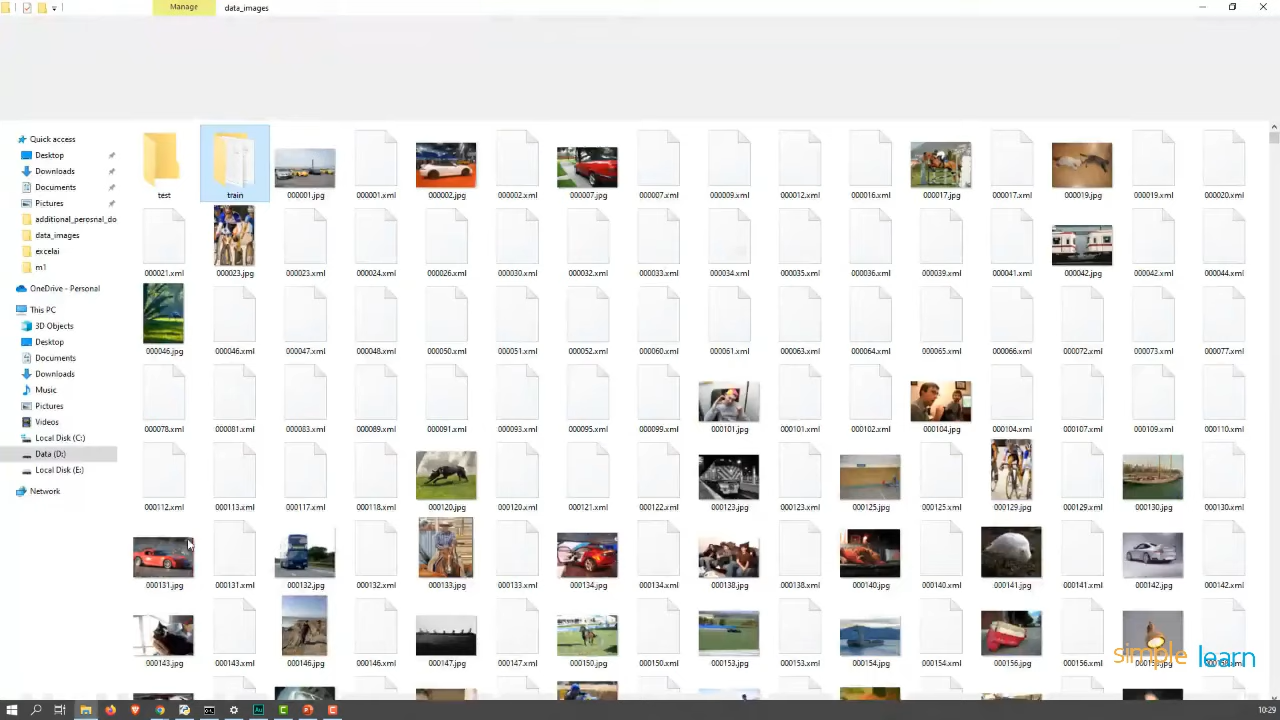 Manage
data_images
Quick access
Desktop
Downloads
Documents
Pictures
additional_perosnal_do
data_images
excelai
m1
OneDrive - Personal
This PC
3D Objects
Desktop
Documents
Downloads
Music
Pictures
Videos
Local Disk (C:)
Data (D:)
Local Disk (E:)
Network
test train 000001.jpg 000001.xml 000002.jpg 000002.xml 000007.jpg 000007.xml 000009.xml 000012.xml 000016.xml 000017.jpg 000017.xml 000019.jpg 000019.xml 000020.xml
000021.xml 000023.jpg 000023.xml 000024.xml 000026.xml 000030.xml 000032.xml 000033.xml 000034.xml 000035.xml 000036.xml 000039.xml 000041.xml 000042.jpg 000042.xml 000044.xml
000046.jpg 000046.xml 000047.xml 000048.xml 000050.xml 000051.xml 000052.xml 000060.xml 000061.xml 000063.xml 000064.xml 000065.xml 000066.xml 000072.xml 000073.xml 000077.xml
000078.xml 000081.xml 000083.xml 000089.xml 000091.xml 000093.xml 000095.xml 000099.xml 000101.jpg 000101.xml 000102.xml 000104.jpg 000104.xml 000107.xml 000109.xml 000110.xml
000112.xml 000113.xml 000117.xml 000118.xml 000120.jpg 000120.xml 000121.xml 000122.xml 000123.jpg 000123.xml 000125.jpg 000125.xml 000129.jpg 000129.xml 000130.jpg 000130.xml
000131.jpg 000131.xml 000132.jpg 000132.xml 000133.jpg 000133.xml 000134.jpg 000134.xml 000138.jpg 000138.xml 000140.jpg 000140.xml 000141.jpg 000141.xml 000142.jpg 000142.xml
000143.jpg 000143.xml 000146.jpg 000146.xml 000147.jpg 000147.xml 000150.jpg 000150.xml 000153.jpg 000153.xml 000154.jpg 000154.xml 000156.jpg 000156.xml
simplelearn
10:29